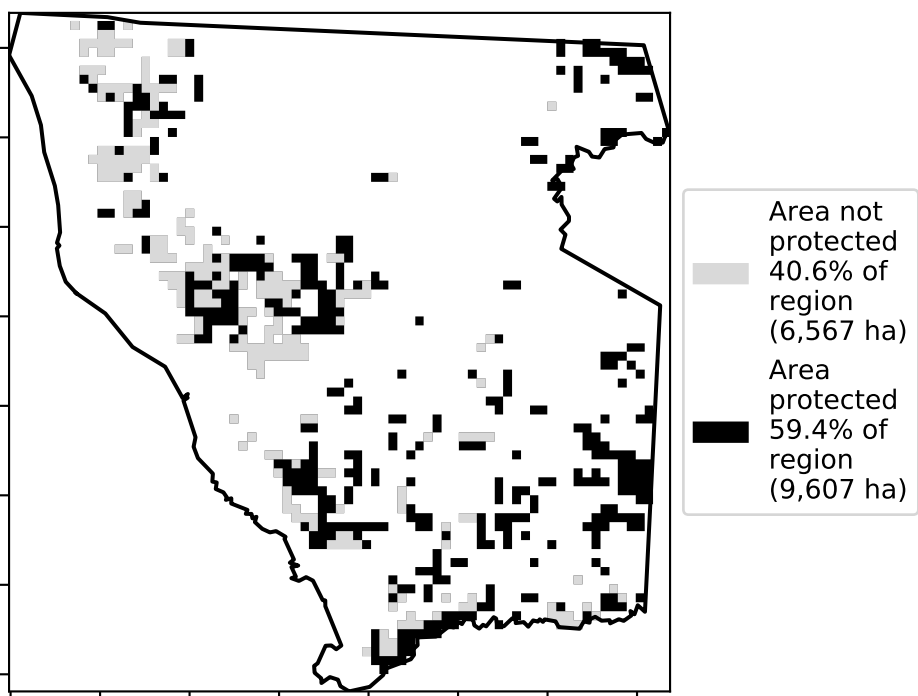 Area not
protected
40.6% of
region
(6,567 ha)
Area
protected
59.4% of
region
(9,607 ha)